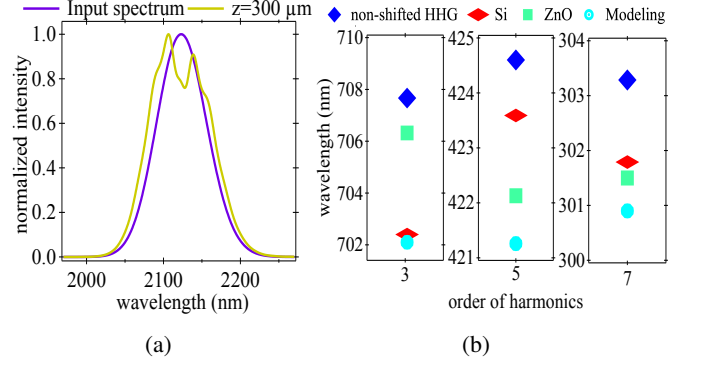 Input spectrum z=300 µm
normalized intensity
1.0
0.8
0.6
0.4
0.2
0.0
2000 2100 2200
wavelength (nm)
(a)
non-shifted HHG Si ZnO Modeling
wavelength (nm)
710
708
706
704
702
3
425
424
423
422
421
5
304
303
302
301
300
7
order of harmonics
(b)